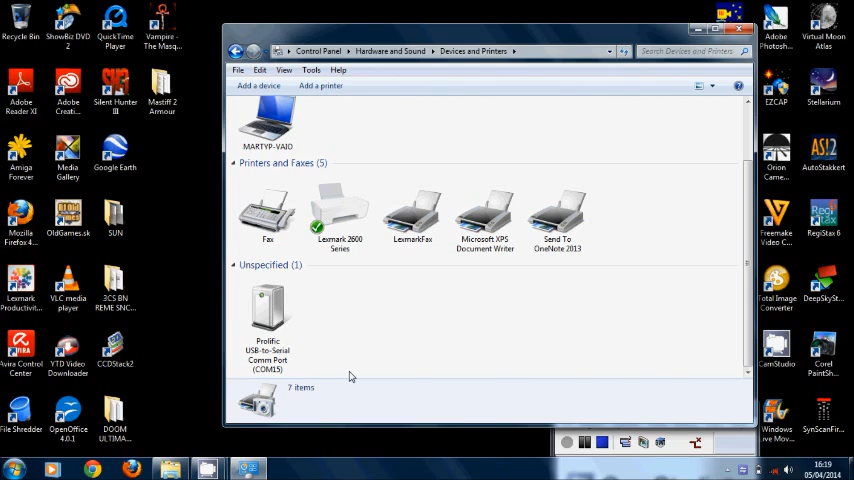 Recycle Bin
ShowBiz DVD
2
QuickTime
Player
Vampire -
The Masq...
Adobe
Reader XI
Adobe
Creati...
Silent Hunter
III
Mastiff 2
Armour
Amiga
Forever
Media
Gallery
Google Earth
Mozilla
Firefox
OldGames.sk
SUN
Lexmark
Productivit...
VLC media
player
3CS BN
REME SNC...
Avira Control
Center
YTD Video
Downloader
CCDStack2
File Shredder
OpenOffice
4.0.1
DOOM
ULTIMA...
Control Panel
Hardware and Sound
Devices and Printers
Search Devices and Printers
File
Edit
View
Tools
Help
Add a device
Add a printer
MARTYP-VAIO
Printers and Faxes (5)
Fax
Lexmark 2600
Series
LexmarkFax
Microsoft XPS
Document Writer
Send To
OneNote 2013
Unspecified (1)
Prolific
USB-to-Serial
Comm Port
(COM15)
7 items
Adobe
Photosh...
Virtual Moon
Atlas
EZCAP
Stellarium
Orion
Came...
AS!2
AutoStakkert
Freemake
Video C...
Regi
Stax
RegiStax 6
Total Image
Converter
DeepSkySt...
CamStudio
Corel
PaintSh...
Windows
Live Mov...
SynScanFir...
16:19
05/04/2014